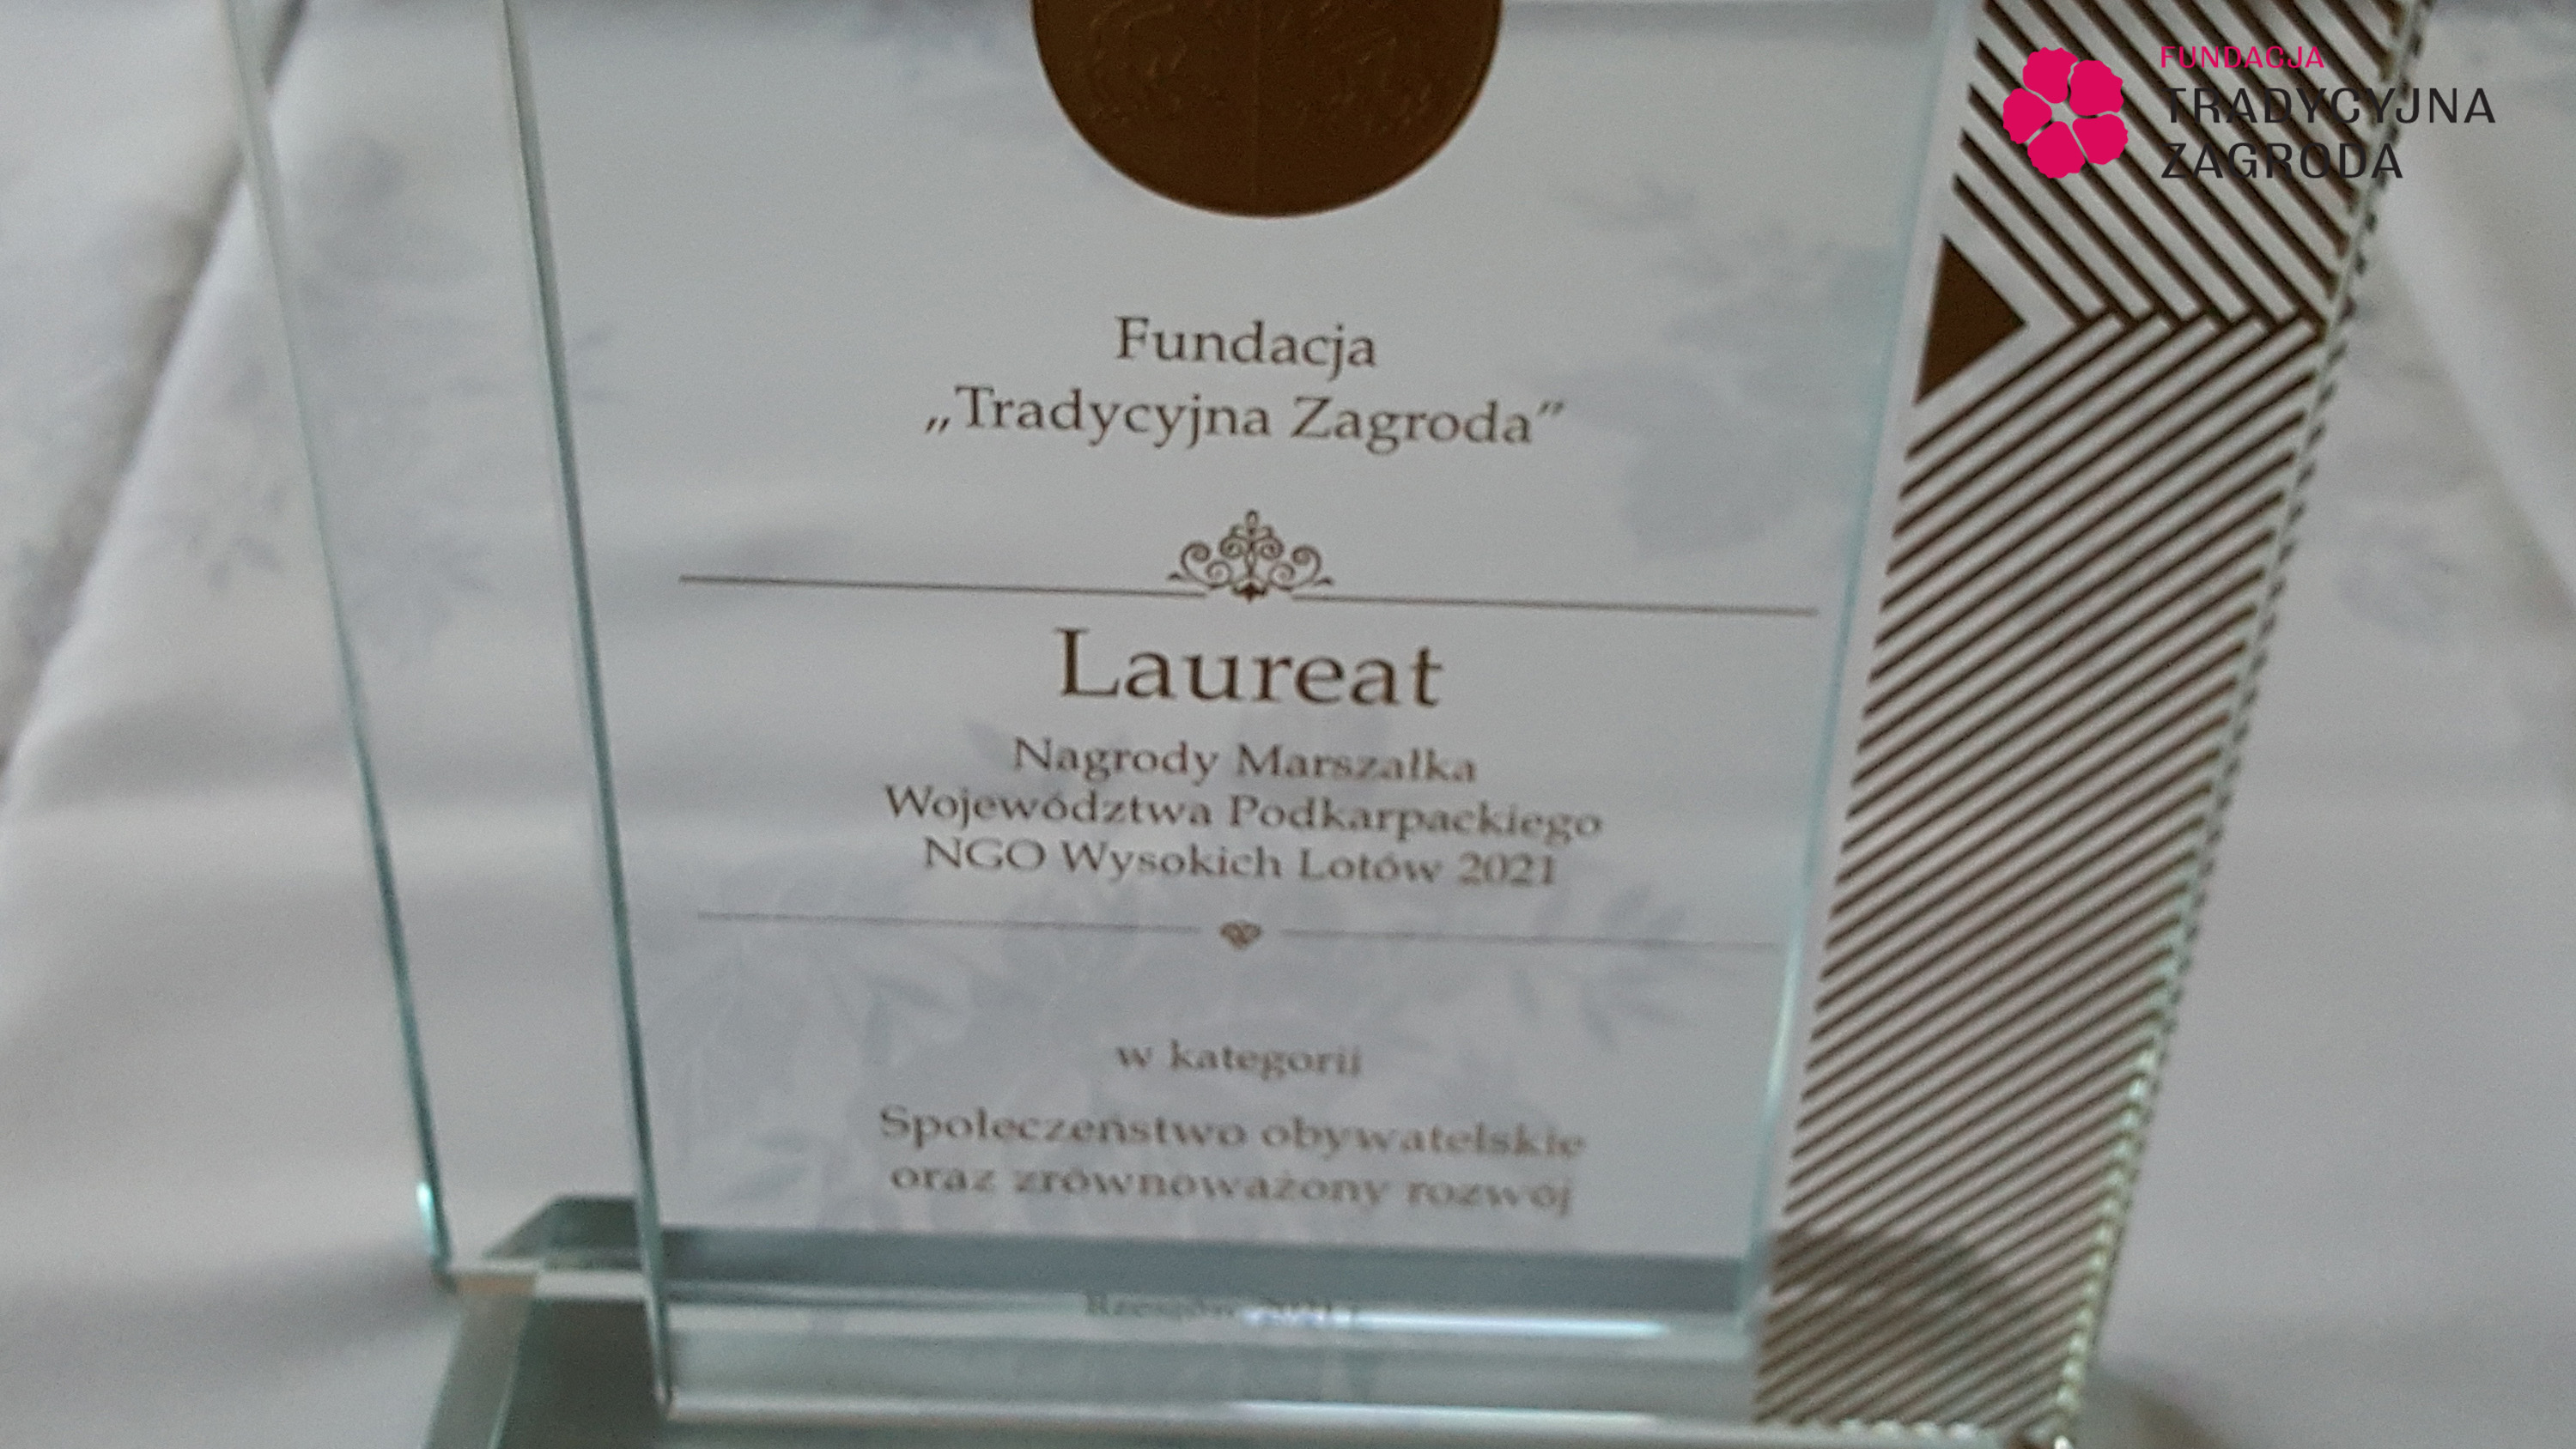 FUNDACJA
TRADYCYJNA
ZAGRODA
Fundacja
„Tradycyjna Zagroda”
Laureat
Nagrody Marszałka
Województwa Podkarpackiego
NGO Wysokich Lotów 2021
w kategorii
Społeczeństwo obywatelskie
oraz zrównoważony rozwój